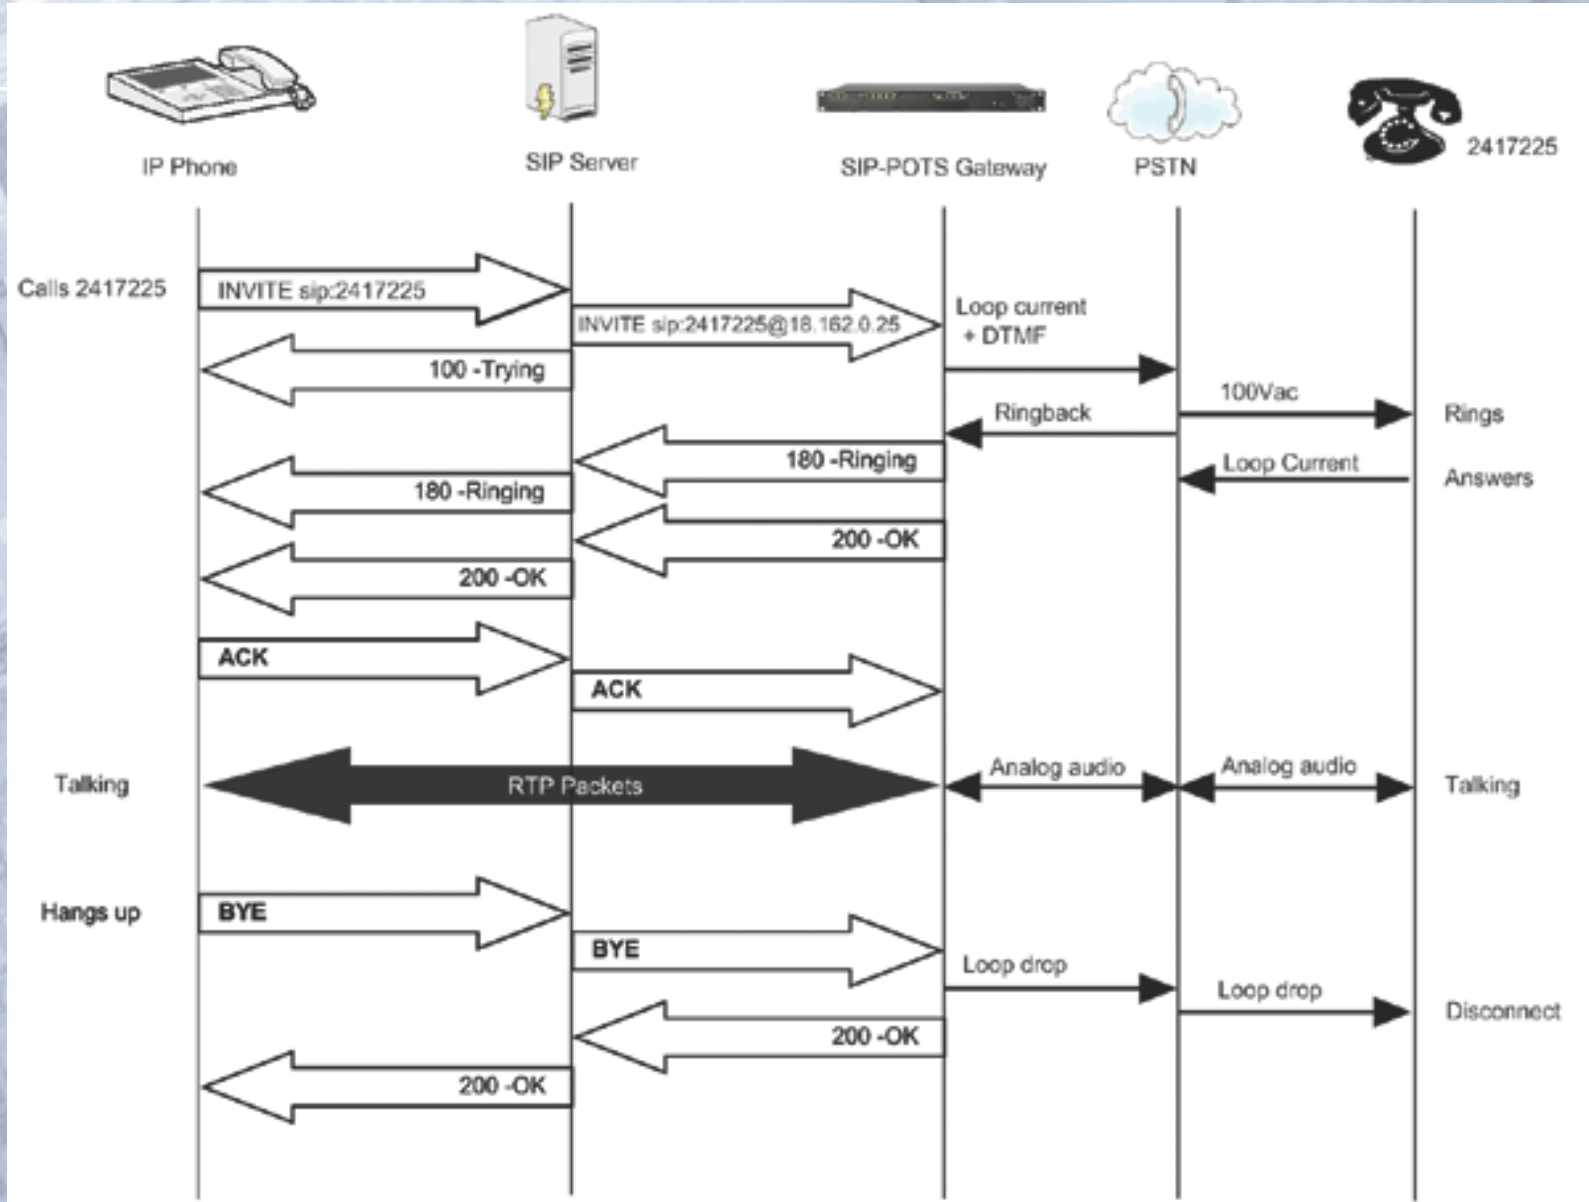 IP Phone
SIP Server
SIP-POTS Gateway
PSTN
2417225
Calls 2417225
INVITE sip:2417225
INVITE sip:2417225@18.162.0.25
Loop current
+ DTMF
100 -Trying
100Vac
Rings
Ringback
180 -Ringing
Loop Current
Answers
180 -Ringing
200 -OK
200 -OK
ACK
ACK
Talking
RTP Packets
Analog audio
Analog audio
Talking
Hangs up
BYE
BYE
Loop drop
Loop drop
Disconnect
200 -OK
200 -OK